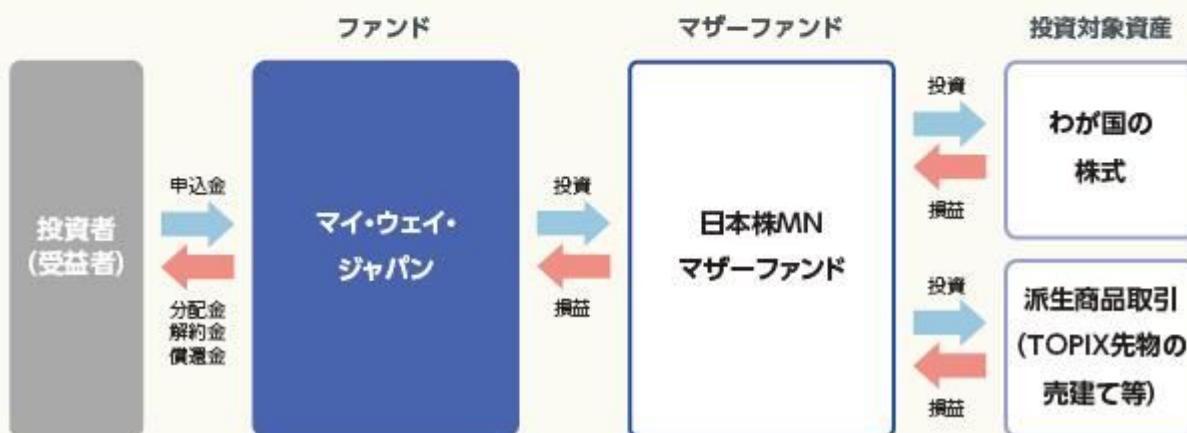 ファンド
マザーファンド
投資対象資産
投資者
(受益者)
申込金
分配金
解約金
償還金
マイ・ウェイ・
ジャパン
投資
損益
日本株MN
マザーファンド
投資
損益
わが国の
株式
投資
損益
派生商品取引
(TOPIX先物の
売建て等)